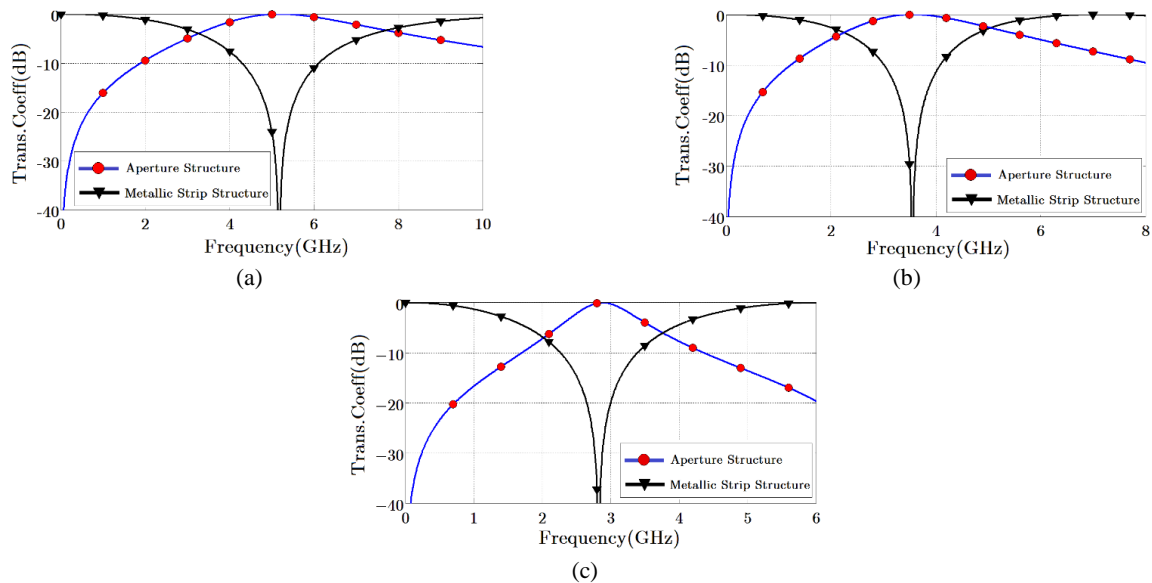 Trans.Coeff(dB)
0
−10
−20
−30
−40
Aperture Structure
Metallic Strip Structure
0 2 4 6 8 10
Frequency(GHz)
(a)
Trans.Coeff(dB)
0
−10
−20
−30
−40
Aperture Structure
Metallic Strip Structure
0 2 4 6 8
Frequency(GHz)
(b)
Trans.Coeff(dB)
0
−10
−20
−30
−40
Aperture Structure
Metallic Strip Structure
0 1 2 3 4 5 6
Frequency(GHz)
(c)